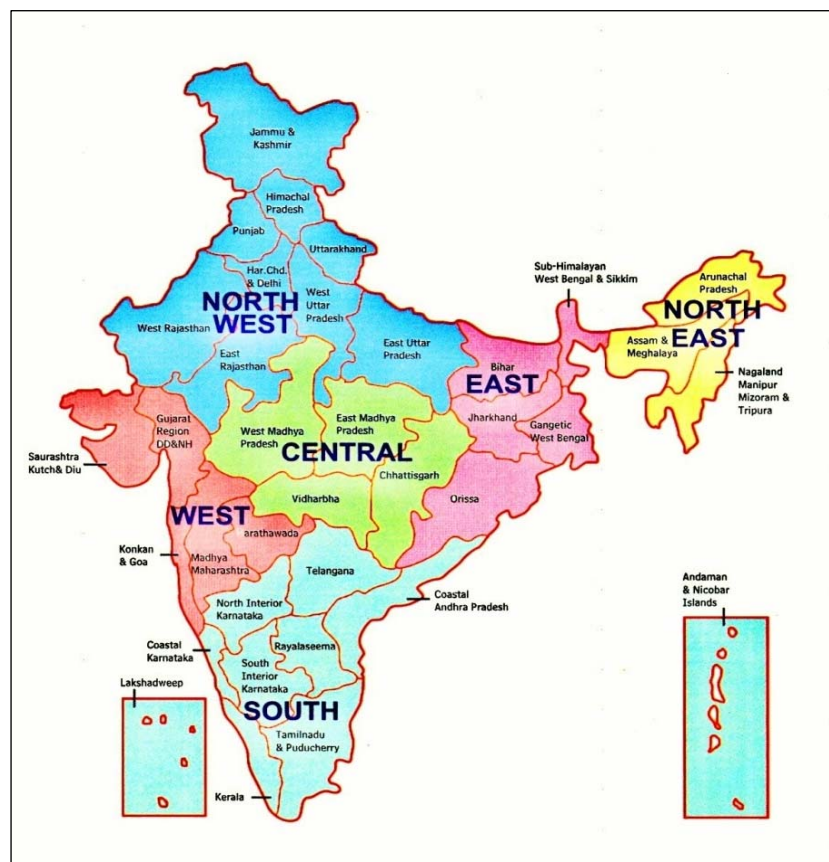 Jammu &
Kashmir
Himachal
Pradesh
Punjab
Uttarakhand
Har.Chd.
& Delhi
NORTH
WEST
West
Uttar
Pradesh
West Rajasthan
East
Rajasthan
East Uttar
Pradesh
Sub-Himalayan
West Bengal & Sikkim
Arunachal
Pradesh
NORTH
EAST
Assam &
Meghalaya
Nagaland
Manipur
Mizoram &
Tripura
Bihar
EAST
Jharkhand
Gangetic
West Bengal
Orissa
Gujarat
Region
DD&NH
Saurashtra
Kutch& Diu
West Madhya
Pradesh
East Madhya
Pradesh
CENTRAL
Chhattisgarh
Vidharbha
WEST
arathawada
Konkan
& Goa
Madhya
Maharashtra
Telangana
North Interior
Karnataka
Coastal
Andhra Pradesh
Coastal
Karnataka
Rayalaseema
South
Interior
Karnataka
SOUTH
Tamilnadu
& Puducherry
Kerala
Lakshadweep
Andaman
& Nicobar
Islands